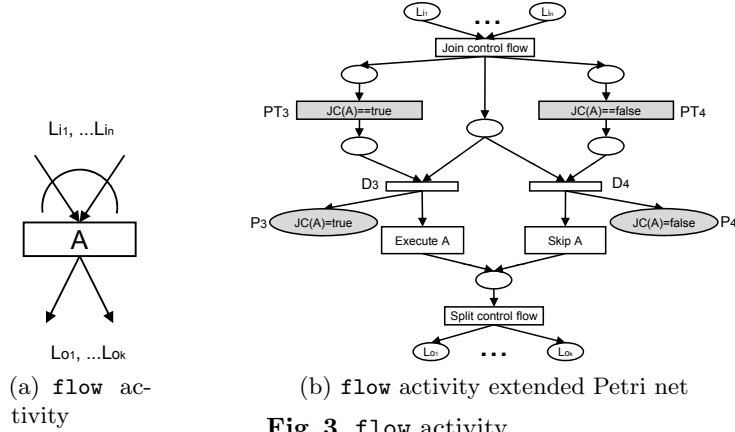 Li1 ... Lin
Join control flow
PT3 JC(A)==true JC(A)==false PT4
Li1, ...Lin
D3 D4
P3 JC(A)=true JC(A)=false P4
A
Execute A Skip A
Split control flow
Lo1, ...Lok
Lo1 ... Lok
(a) flow ac-
tivity
(b) flow activity extended Petri net
Fig. 3. flow activity